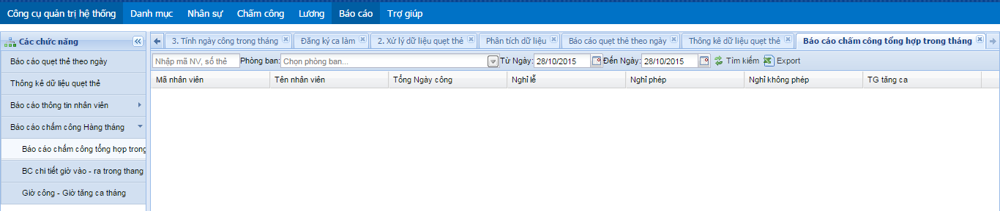 Công cụ quản trị hệ thống Danh mục Nhân sự Chấm công Lương Báo cáo Trợ giúp
Các chức năng
3. Tính ngày công trong tháng Đăng ký ca làm 2. Xử lý dữ liệu quẹt thẻ Phân tích dữ liệu Báo cáo quẹt thẻ theo ngày Thống kê dữ liệu quẹt thẻ Báo cáo chấm công tổng hợp trong tháng
Nhập mã NV, số thẻ Phòng ban: Chọn phòng ban... Từ Ngày: 28/10/2015 Đến Ngày: 28/10/2015 Tìm kiếm Export
Mã nhân viên Tên nhân viên Tổng Ngày công Nghỉ lễ Nghỉ phép Nghỉ không phép TG tăng ca
Báo cáo quẹt thẻ theo ngày
Thống kê dữ liệu quẹt thẻ
Báo cáo thông tin nhân viên
Báo cáo chấm công Hàng tháng
Báo cáo chấm công tổng hợp trong
BC chi tiết giờ vào - ra trong thang
Giờ công - Giờ tăng ca tháng